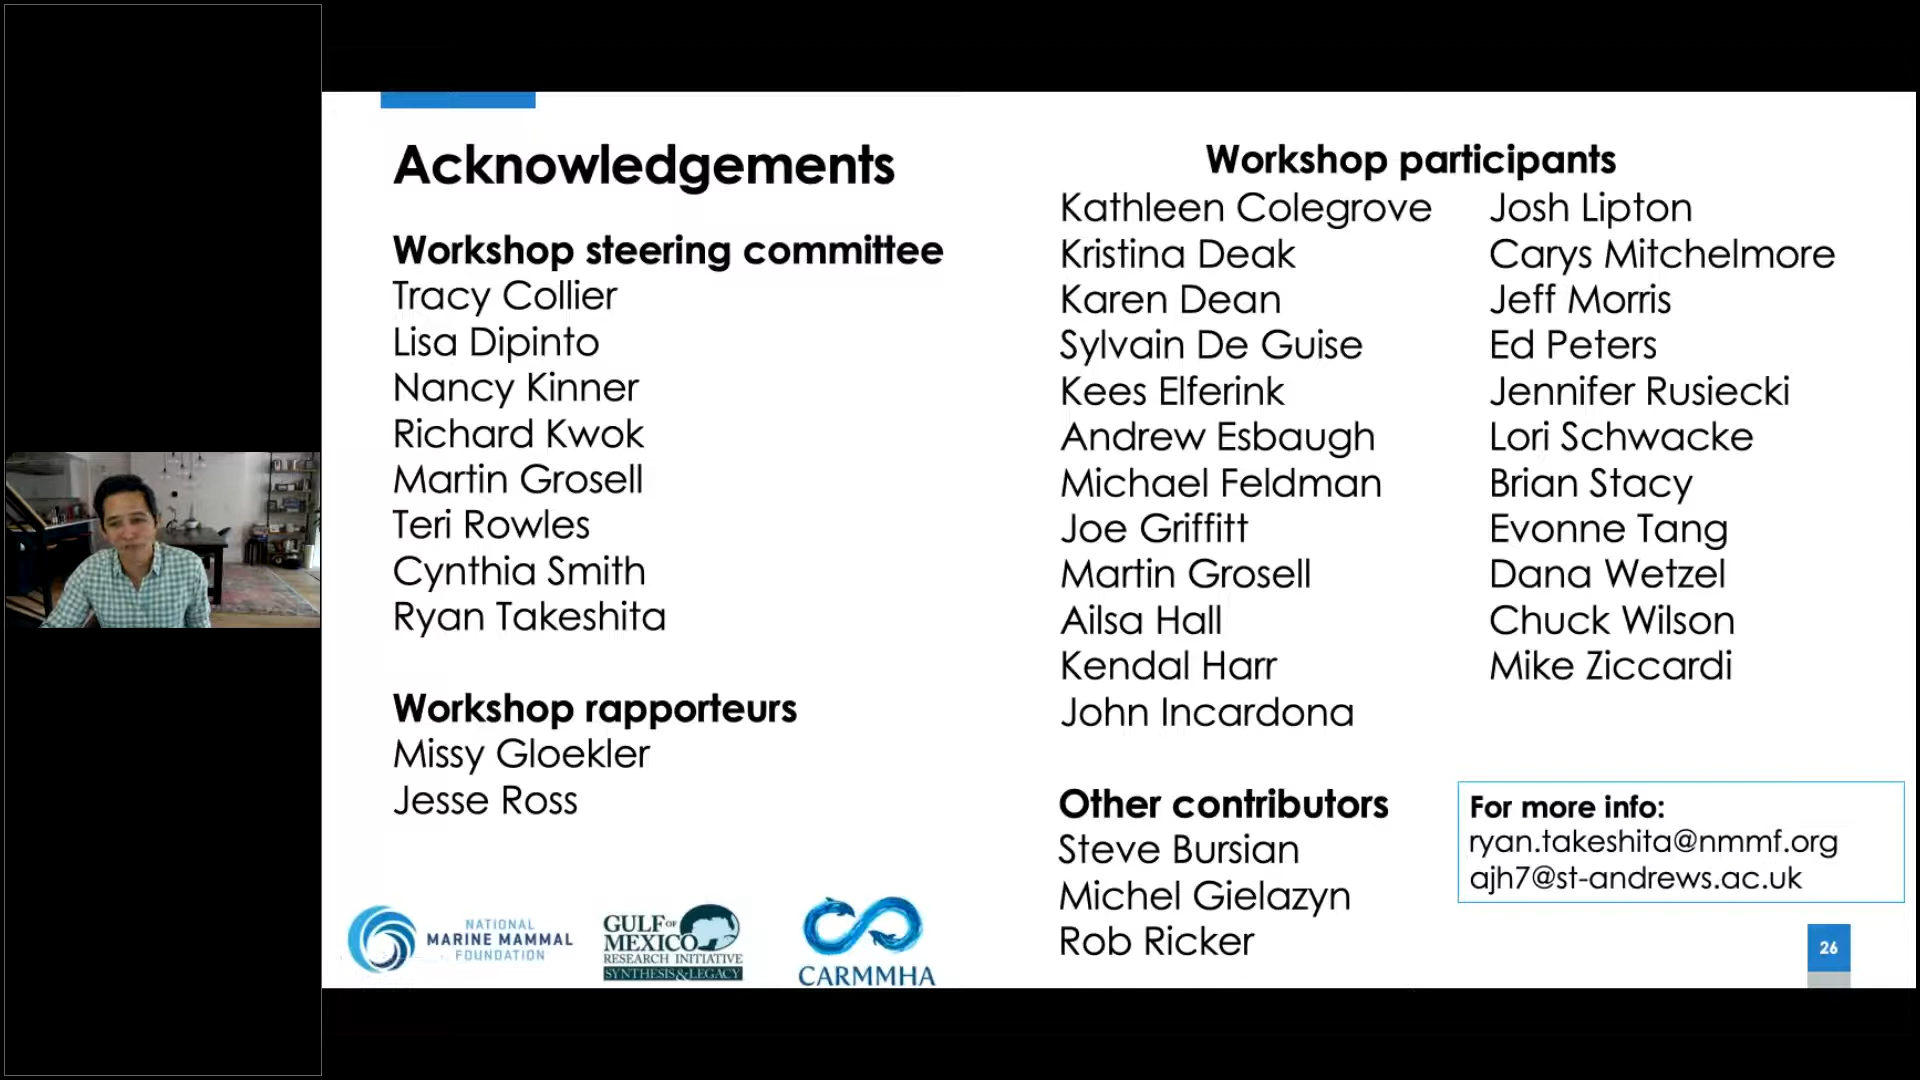 Acknowledgements
Workshop steering committee
Tracy Collier
Lisa Dipinto
Nancy Kinner
Richard Kwok
Martin Grosell
Teri Rowles
Cynthia Smith
Ryan Takeshita
Workshop rapporteurs
Missy Gloekler
Jesse Ross
Workshop participants
Kathleen Colegrove
Kristina Deak
Karen Dean
Sylvain De Guise
Kees Elferink
Andrew Esbaugh
Michael Feldman
Joe Griffitt
Martin Grosell
Ailsa Hall
Kendal Harr
John Incardona
Josh Lipton
Carys Mitchelmore
Jeff Morris
Ed Peters
Jennifer Rusiecki
Lori Schwacke
Brian Stacy
Evonne Tang
Dana Wetzel
Chuck Wilson
Mike Ziccardi
Other contributors
Steve Bursian
Michel Gielazyn
Rob Ricker
For more info:
ryan.takeshita@nmmf.org
ajh7@st-andrews.ac.uk
NATIONAL
MARINE MAMMAL
FOUNDATION
GULF OF
MEXICO
RESEARCH INITIATIVE
SYNTHESIS&LEGACY
CARMMHA
26